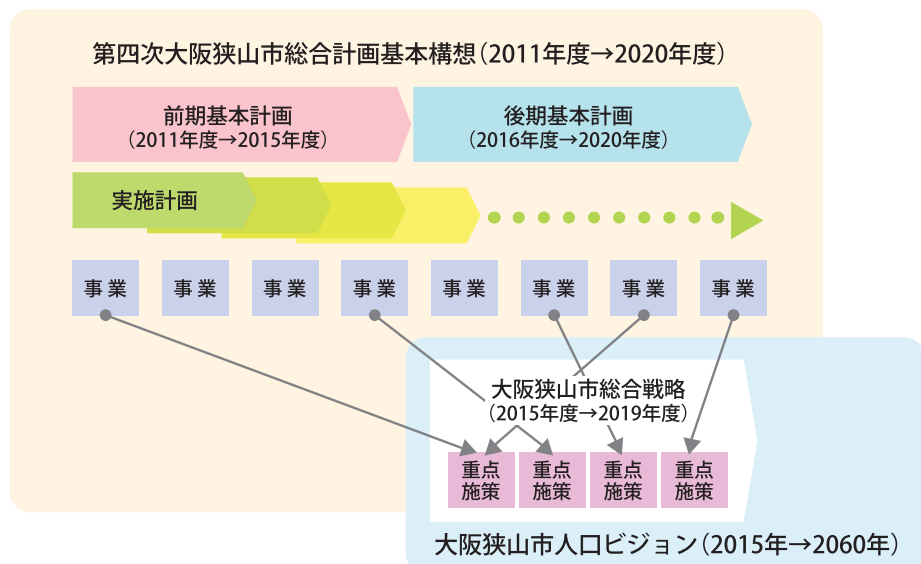 第四次大阪狭山市総合計画基本構想（2011年度→2020年度）
前期基本計画
（2011年度→2015年度）
後期基本計画
（2016年度→2020年度）
実施計画
事業
事業
事業
事業
事業
事業
事業
事業
大阪狭山市総合戦略
（2015年度→2019年度）
重点
施策
重点
施策
重点
施策
重点
施策
大阪狭山市人口ビジョン（2015年→2060年）